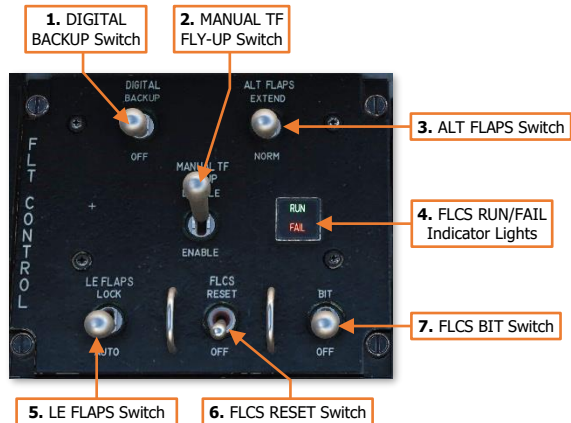 1. DIGITAL
BACKUP Switch
2. MANUAL TF
FLY-UP Switch
DIGITAL
BACKUP
OFF
ALT FLAPS
EXTEND
NORM
3. ALT FLAPS Switch
MANUAL TF
ENABLE
RUN
FAIL
4. FLCS RUN/FAIL
Indicator Lights
FLT CONTROL
LE FLAPS
LOCK
AUTO
FLCS
RESET
OFF
BIT
OFF
7. FLCS BIT Switch
5. LE FLAPS Switch
6. FLCS RESET Switch